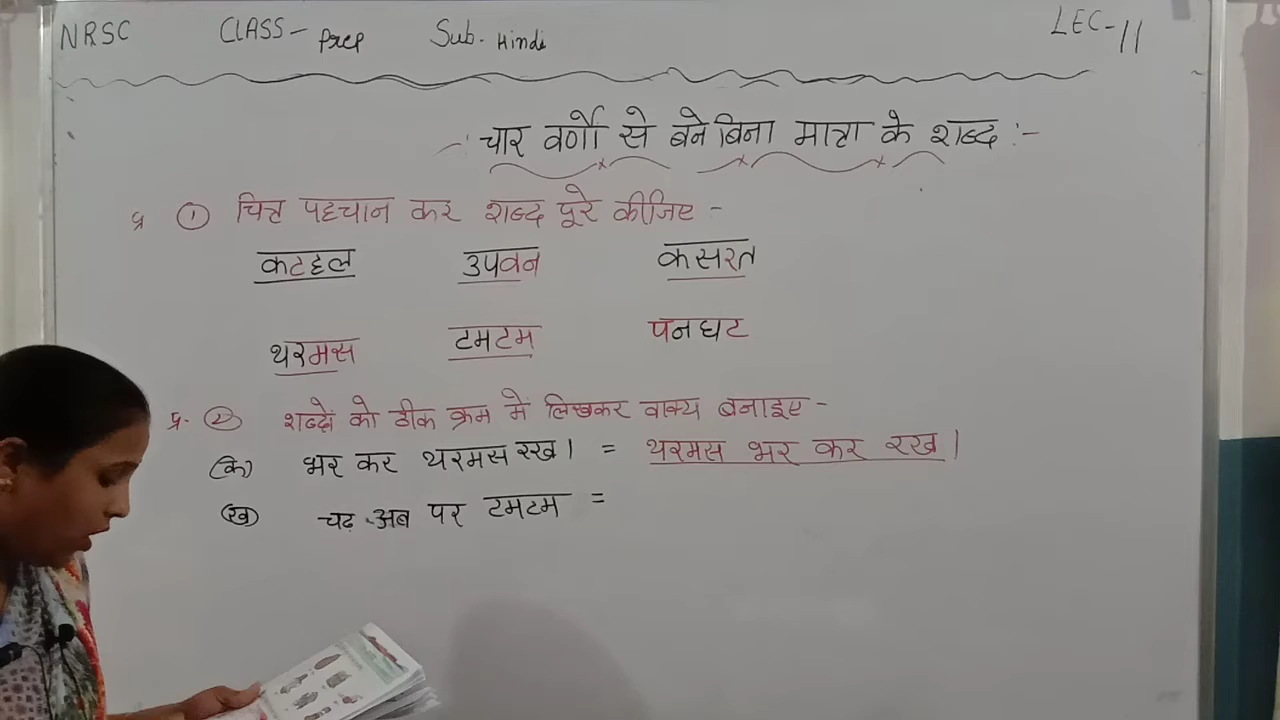 NRSC CLASS- Prep Sub. Hindi LEC-11
चार वर्णो से बने बिना मात्रा के शब्द :-
प्र ① चित्र पहचान कर शब्द पूरे कीजिए -
कटहल उपवन कसरत
थरमस टमटम पनघट
प्र. ② शब्दों को ठीक क्रम में लिखकर वाक्य बनाइए -
(क) भर कर थरमस रख। = थरमस भर कर रख।
(ख) चढ़ अब पर टमटम =